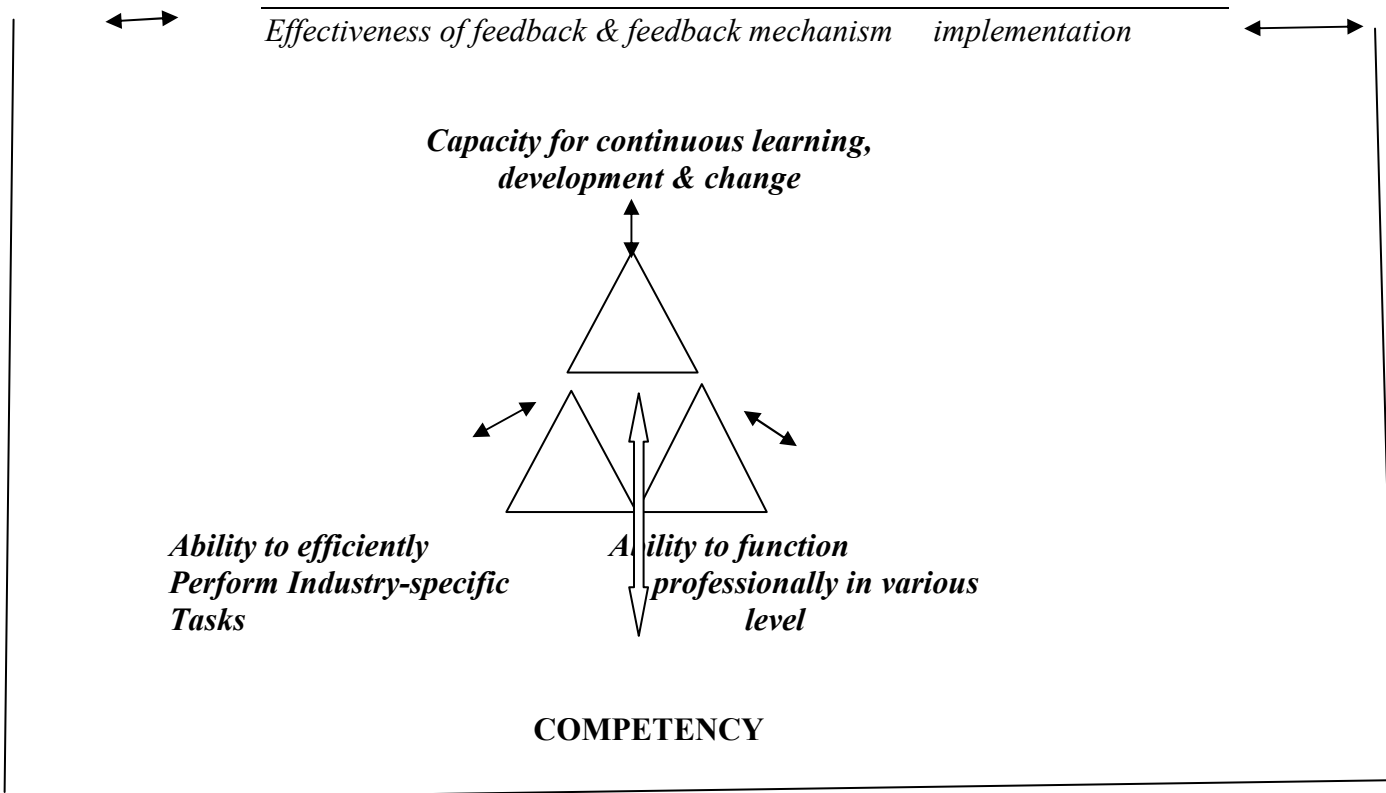 Effectiveness of feedback & feedback mechanism implementation
Capacity for continuous learning,
development & change
Ability to efficiently
Perform Industry-specific
Tasks
Ability to function
professionally in various
level
COMPETENCY